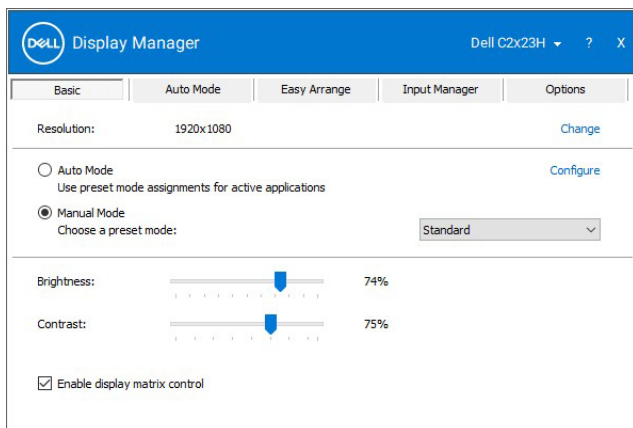 DELL Display Manager Dell C2x23H ? X
Basic Auto Mode Easy Arrange Input Manager Options
Resolution: 1920x1080 Change
Auto Mode Configure
Use preset mode assignments for active applications
Manual Mode
Choose a preset mode: Standard
Brightness: 74%
Contrast: 75%
Enable display matrix control